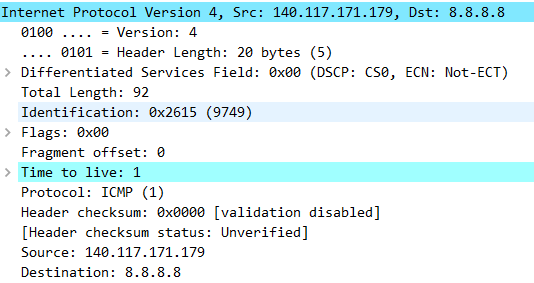 Internet Protocol Version 4, Src: 140.117.171.179, Dst: 8.8.8.8
0100 .... = Version: 4
.... 0101 = Header Length: 20 bytes (5)
Differentiated Services Field: 0x00 (DSCP: CS0, ECN: Not-ECT)
Total Length: 92
Identification: 0x2615 (9749)
Flags: 0x00
Fragment offset: 0
Time to live: 1
Protocol: ICMP (1)
Header checksum: 0x0000 [validation disabled]
[Header checksum status: Unverified]
Source: 140.117.171.179
Destination: 8.8.8.8